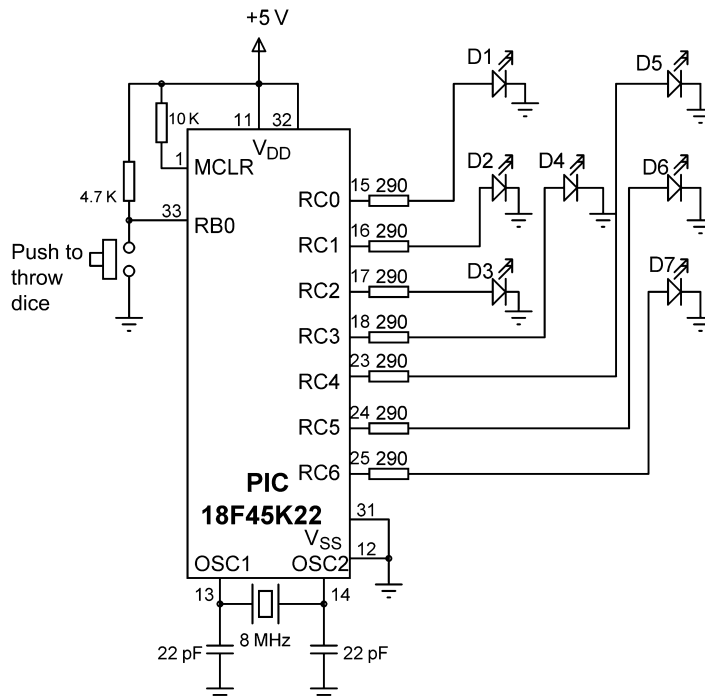 +5 V
D1
D5
10 K
11
32
VDD
1
MCLR
D2
D4
D6
15
290
RC0
4.7 K
33
RB0
16
290
RC1
Push to
throw
dice
17
290
D3
D7
RC2
18
290
RC3
23
290
RC4
24
290
RC5
25
290
RC6
PIC
18F45K22
31
VSS
12
OSC1
OSC2
13
14
8 MHz
22 pF
22 pF